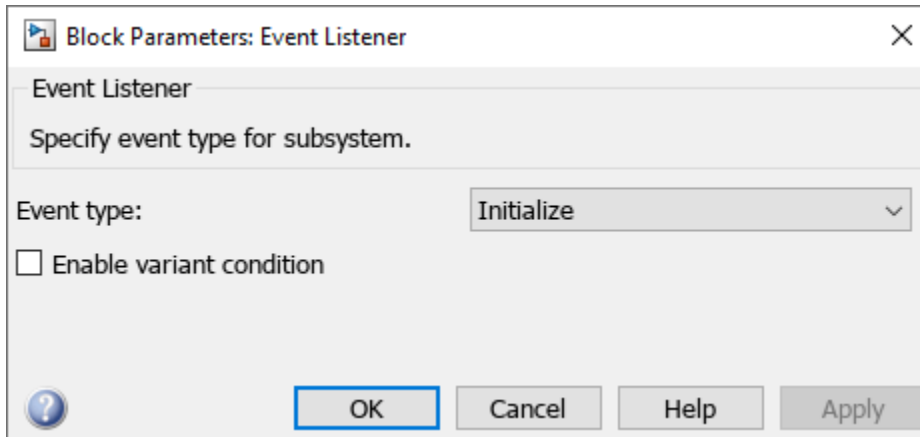 Block Parameters: Event Listener
Event Listener
Specify event type for subsystem.
Event type: Initialize
Enable variant condition
OK Cancel Help Apply